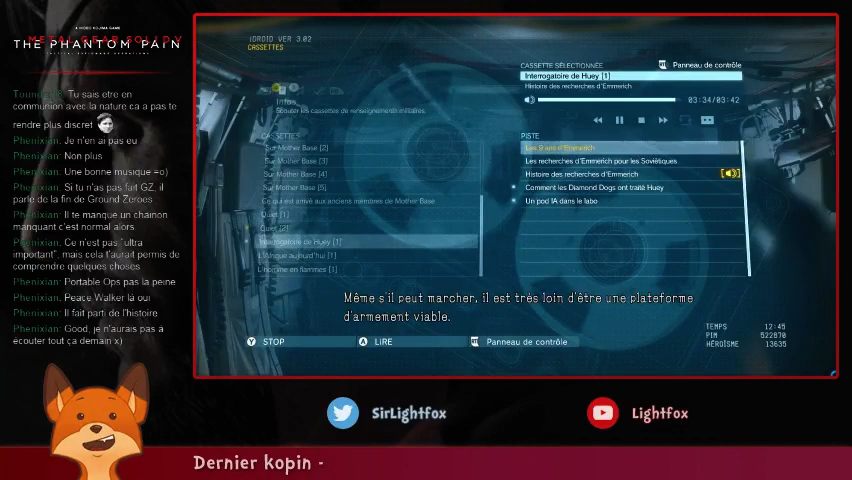 A HIDEO KOJIMA GAME
METAL GEAR SOLID V
THE PHANTOM PAIN
TACTICAL ESPIONAGE OPERATIONS
Tu sais etre en
communion avec la nature ca a pas te
rendre plus discret
Phenixian: Je n'en ai pas eu
Phenixian: Non plus
Phenixian: Une bonne musique =o)
Phenixian: Si tu n'as pas fait GZ, il
parle de la fin de Ground Zeroes
Phenixian: Il te manque un chainon
manquant c'est normal alors
Phenixian: Ce n'est pas "ultra
important", mais cela t'aurait permis de
comprendre quelques choses
Phenixian: Portable Ops pas la peine
Phenixian: Peace Walker là oui
Phenixian: Il fait parti de l'histoire
Phenixian: Good, je n'aurais pas à
écouter tout ça demain x)
iDROID VER 3.02
CASSETTES
Infos
Écouter les cassettes de renseignements militaires.
CASSETTES
Sur Mother Base [2]
Sur Mother Base [3]
Sur Mother Base [4]
Sur Mother Base [5]
Ce qui est arrivé aux anciens membres de Mother Base
Quiet [1]
Quiet [2]
Interrogatoire de Huey [1]
L'Afrique aujourd'hui [1]
L'homme en flammes [1]
CASSETTE SÉLECTIONNÉE
Panneau de contrôle
Interrogatoire de Huey [1]
Histoire des recherches d'Emmerich
03:34/03:42
PISTE
Les 9 ans d'Emmerich
Les recherches d'Emmerich pour les Soviétiques
Histoire des recherches d'Emmerich
Comment les Diamond Dogs ont traité Huey
Un pod IA dans le labo
Même s'il peut marcher, il est très loin d'être une plateforme
d'armement viable.
Y STOP
A LIRE
Panneau de contrôle
TEMPS 12:45
PIM 522870
HÉROÏSME 13635
SirLightfox
Lightfox
Dernier kopin -